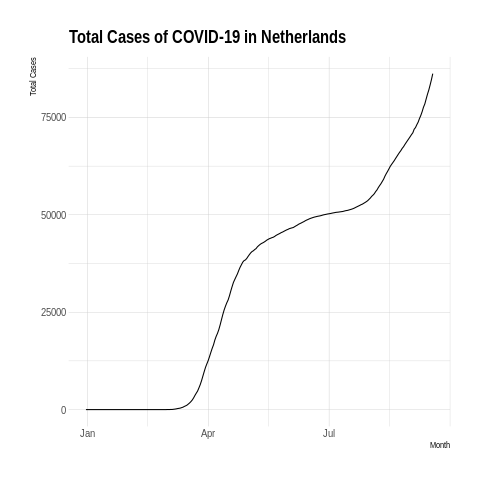 Total Cases of COVID-19 in Netherlands
Total Cases
75000
50000
25000
0
Jan Apr Jul
Month